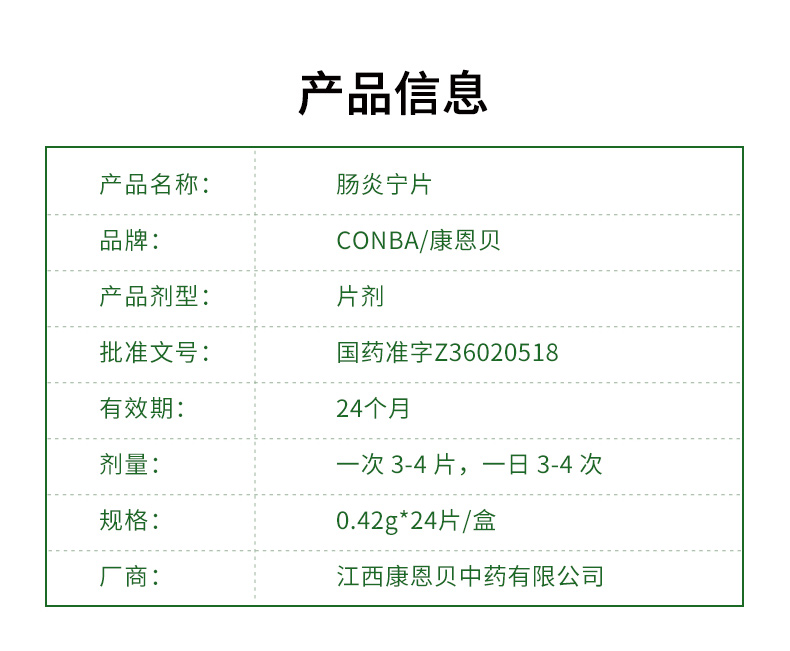 产品信息
产品名称： 肠炎宁片
品牌： CONBA/康恩贝
产品剂型： 片剂
批准文号： 国药准字Z36020518
有效期： 24个月
剂量： 一次 3-4 片，一日 3-4 次
规格： 0.42g*24片/盒
厂商： 江西康恩贝中药有限公司